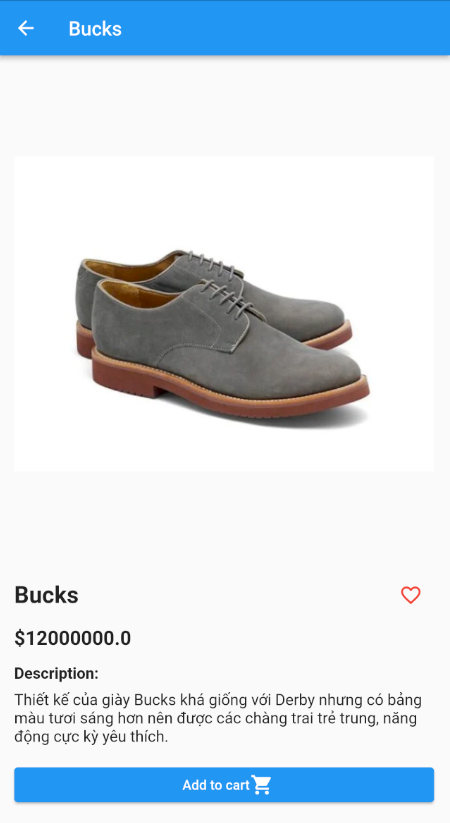 Bucks
Bucks
$12000000.0
Description:
Thiết kế của giày Bucks khá giống với Derby nhưng có bảng
màu tươi sáng hơn nên được các chàng trai trẻ trung, năng
động cực kỳ yêu thích.
Add to cart